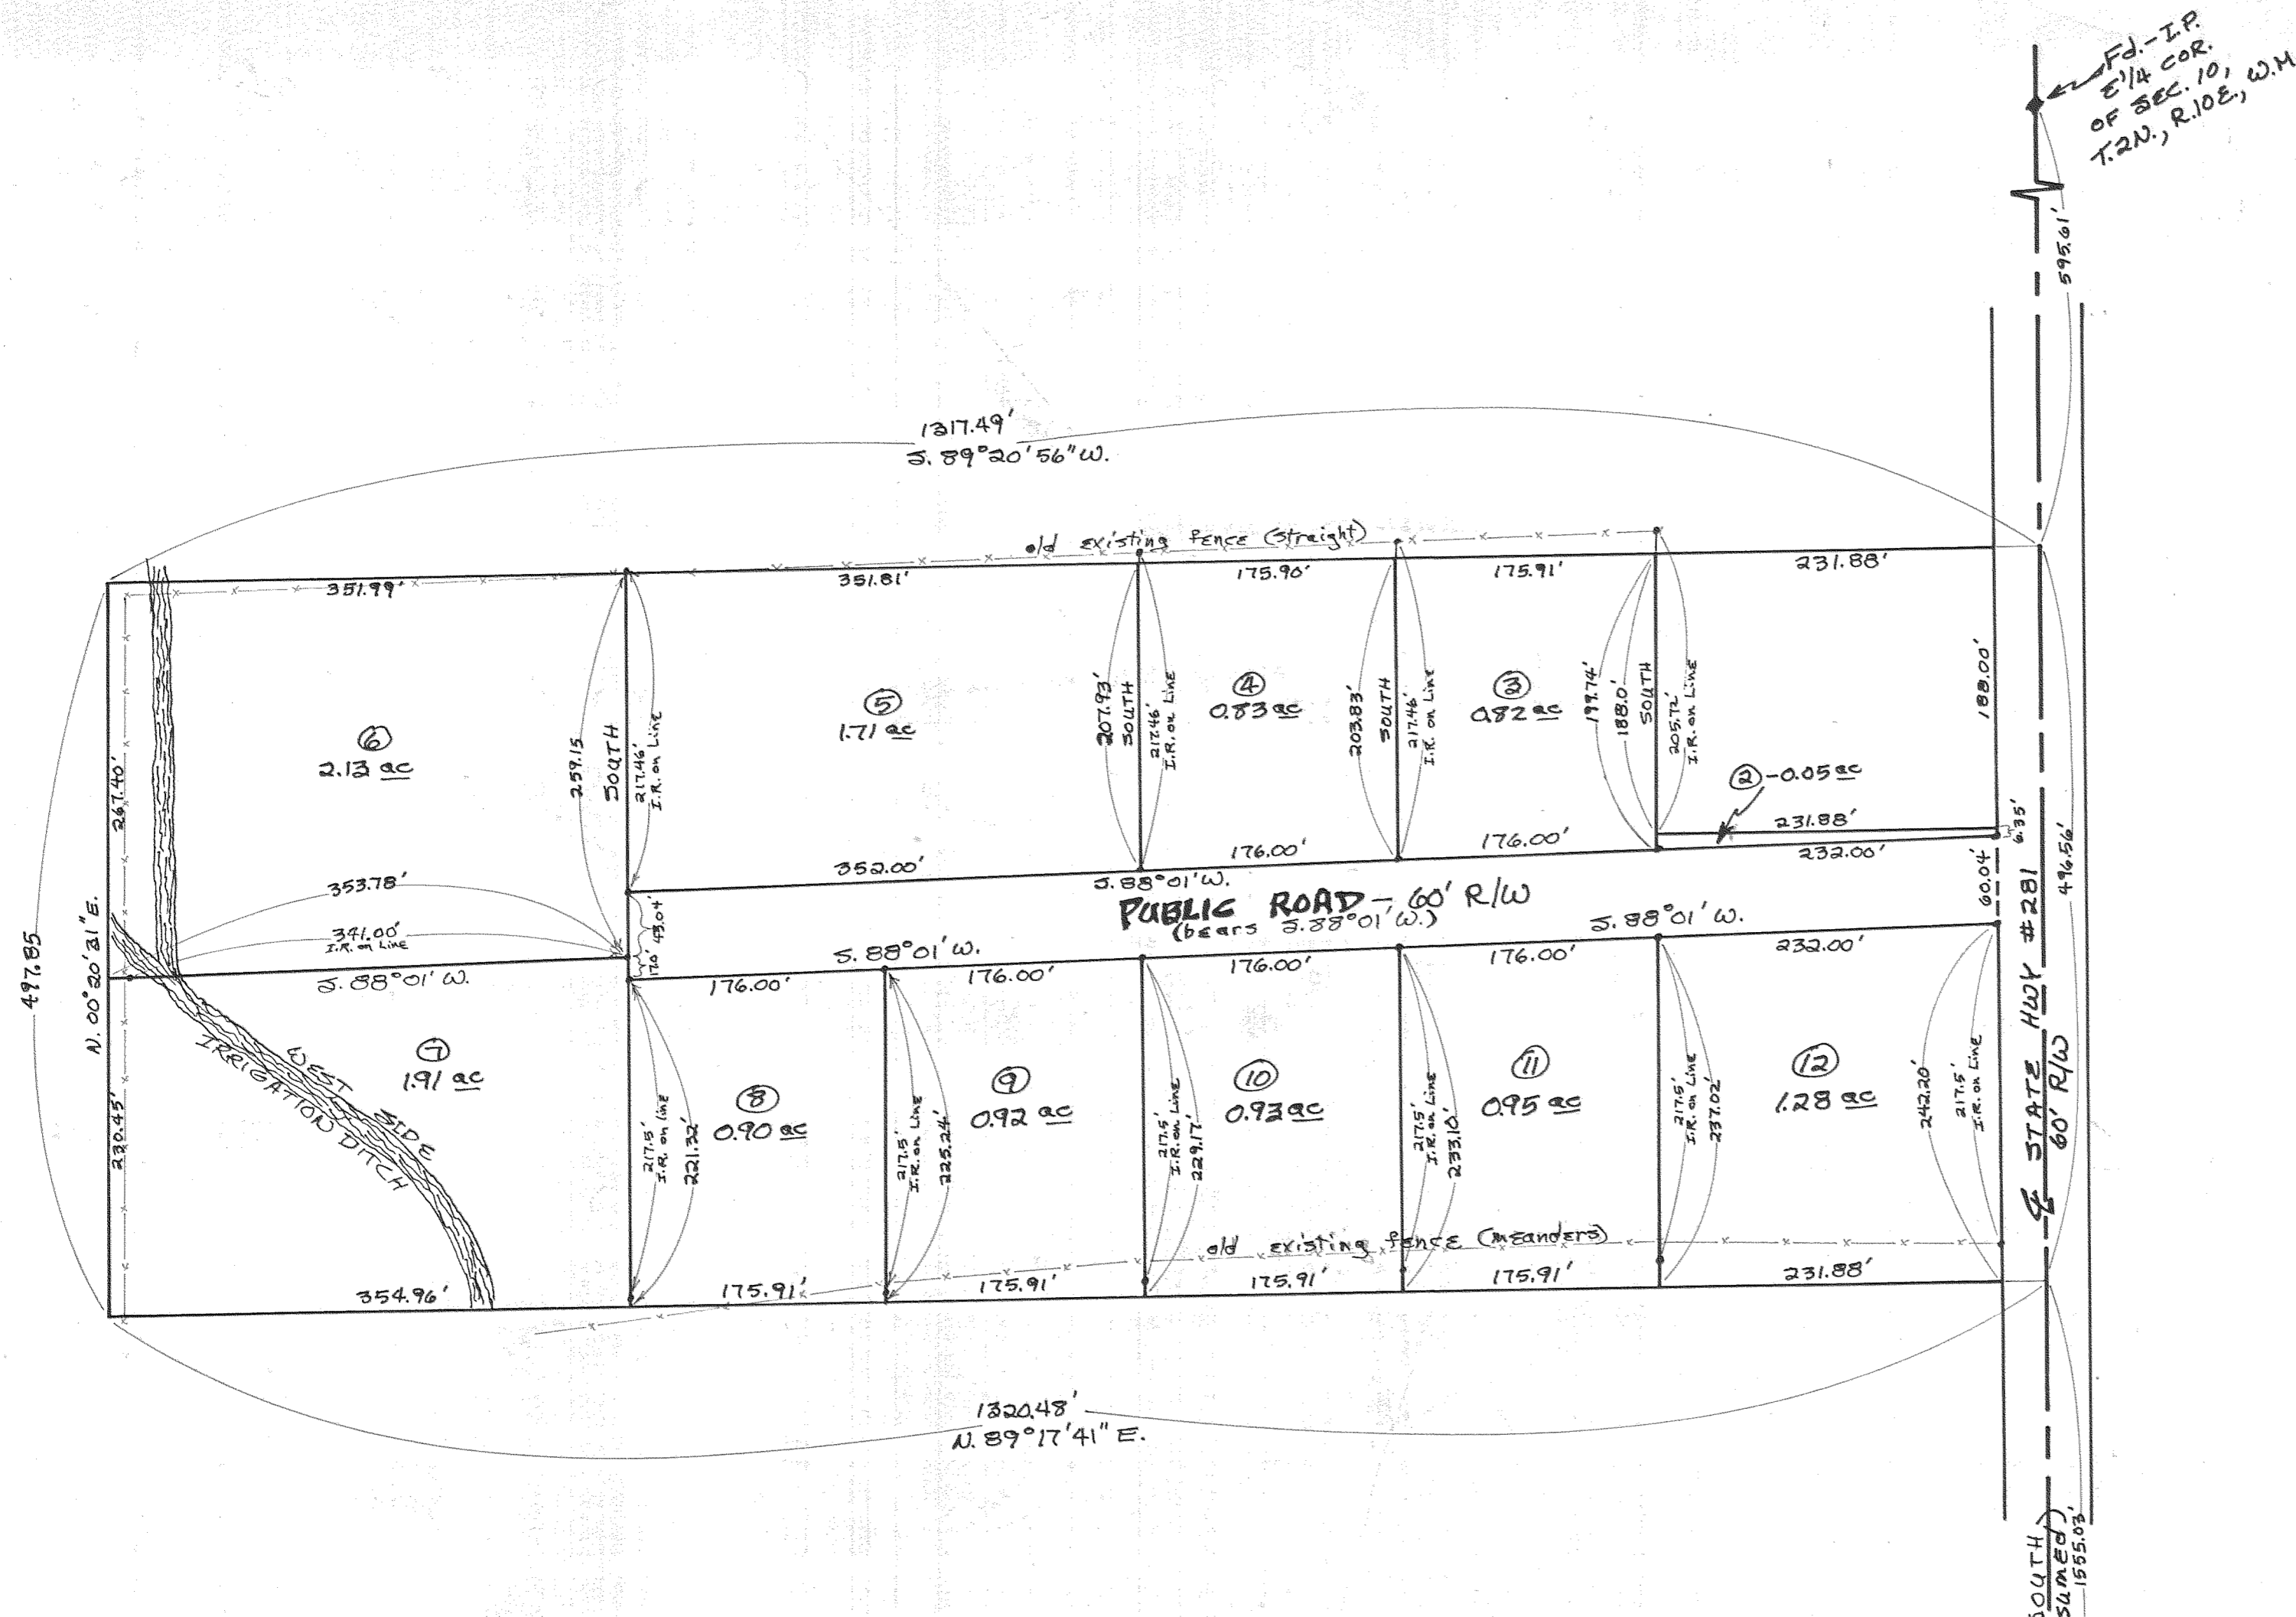 Fd.-I.P.
E 1/4 COR.
OF SEC. 10,
T.2N., R.10E., W.M.
595.61'
1317.49'
S. 89°20'56"W.
old existing fence (straight)
351.99'
351.81'
175.90'
175.91'
231.88'
267.40'
6
2.13 ac
259.15
SOUTH
217.46'
I.R. on Line
5
1.71 ac
207.93'
SOUTH
217.46'
I.R. on Line
4
0.83 ac
203.83'
SOUTH
217.46'
I.R. on Line
3
0.82 ac
199.74'
188.0'
SOUTH
205.72'
I.R. on Line
188.00'
2 -0.05 ac
231.88'
6.35'
232.00'
352.00'
176.00'
176.00'
S.88°01'W.
60.04'
496.56'
353.78'
341.00'
I.R. on Line
S. 88°01' W.
43.04'
17.0'
PUBLIC ROAD - 60' R/W
(bears S.88°01'W.)
S.88°01'W.
S.88°01'W.
497.85
N. 00°20'31"E.
176.00'
176.00'
176.00'
176.00'
232.00'
230.45'
7
1.91 ac
WEST SIDE
IRRIGATION DITCH
217.5'
I.R. on line
221.32'
8
0.90 ac
217.5'
I.R. on Line
225.24'
9
0.92 ac
217.5'
I.R. on Line
229.17'
10
0.93 ac
217.5'
I.R. on Line
233.10'
11
0.95 ac
217.5'
I.R. on Line
237.02'
12
1.28 ac
242.20'
217.5'
I.R. on Line
℄ STATE HWY #281
60' R/W
old existing fence (meanders)
354.96'
175.91'
175.91'
175.91'
175.91'
231.88'
1320.48'
N. 89°17'41" E.
SOUTH
sumed)
1555.03'